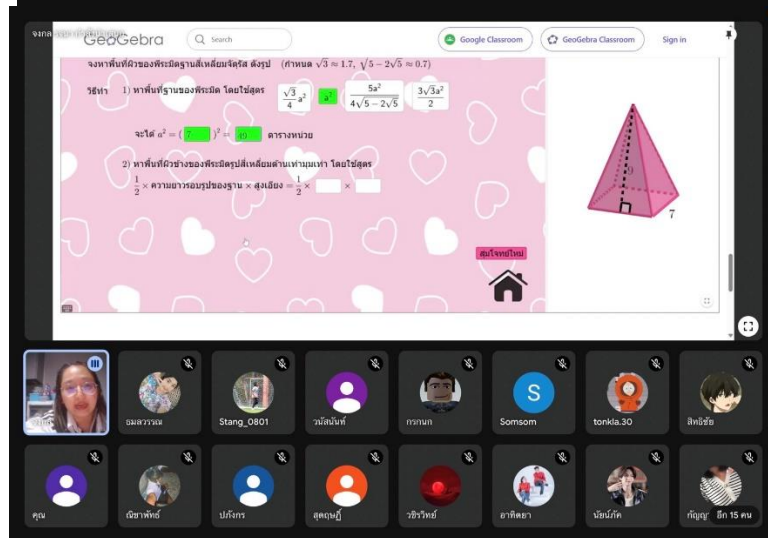 GeoGebra
Search
Google Classroom
GeoGebra Classroom
Sign in
จงหาพื้นที่ผิวของพีระมิดฐานสี่เหลี่ยมจัตุรัส ดังรูป (กำหนด √3 ≈ 1.7, √(5 − 2√5) ≈ 0.7)
วิธีทำ 1) หาพื้นที่ฐานของพีระมิด โดยใช้สูตร √3/4 a² a² 5a²/(4√(5 − 2√5)) 3√3a²/2
จะได้ a² = ( 7 )² = 49 ตารางหน่วย
2) หาพื้นที่ผิวข้างของพีระมิดรูปสี่เหลี่ยมด้านเท่ามุมเท่า โดยใช้สูตร
1/2 × ความยาวรอบรูปของฐาน × สูงเอียง = 1/2 × ×
9
7
สุ่มโจทย์ใหม่
ธมลวรรณ
Stang_0801
วนัสนันท์
กรกนก
Somsom
tonkla.30
สิทธิชัย
คุณ
ณิชาพัทธ์
ปภังกร
สุดฤษฎิ์
วชิรวิทย์
อาทิตยา
นัยน์ภัค
อีก 15 คน
S